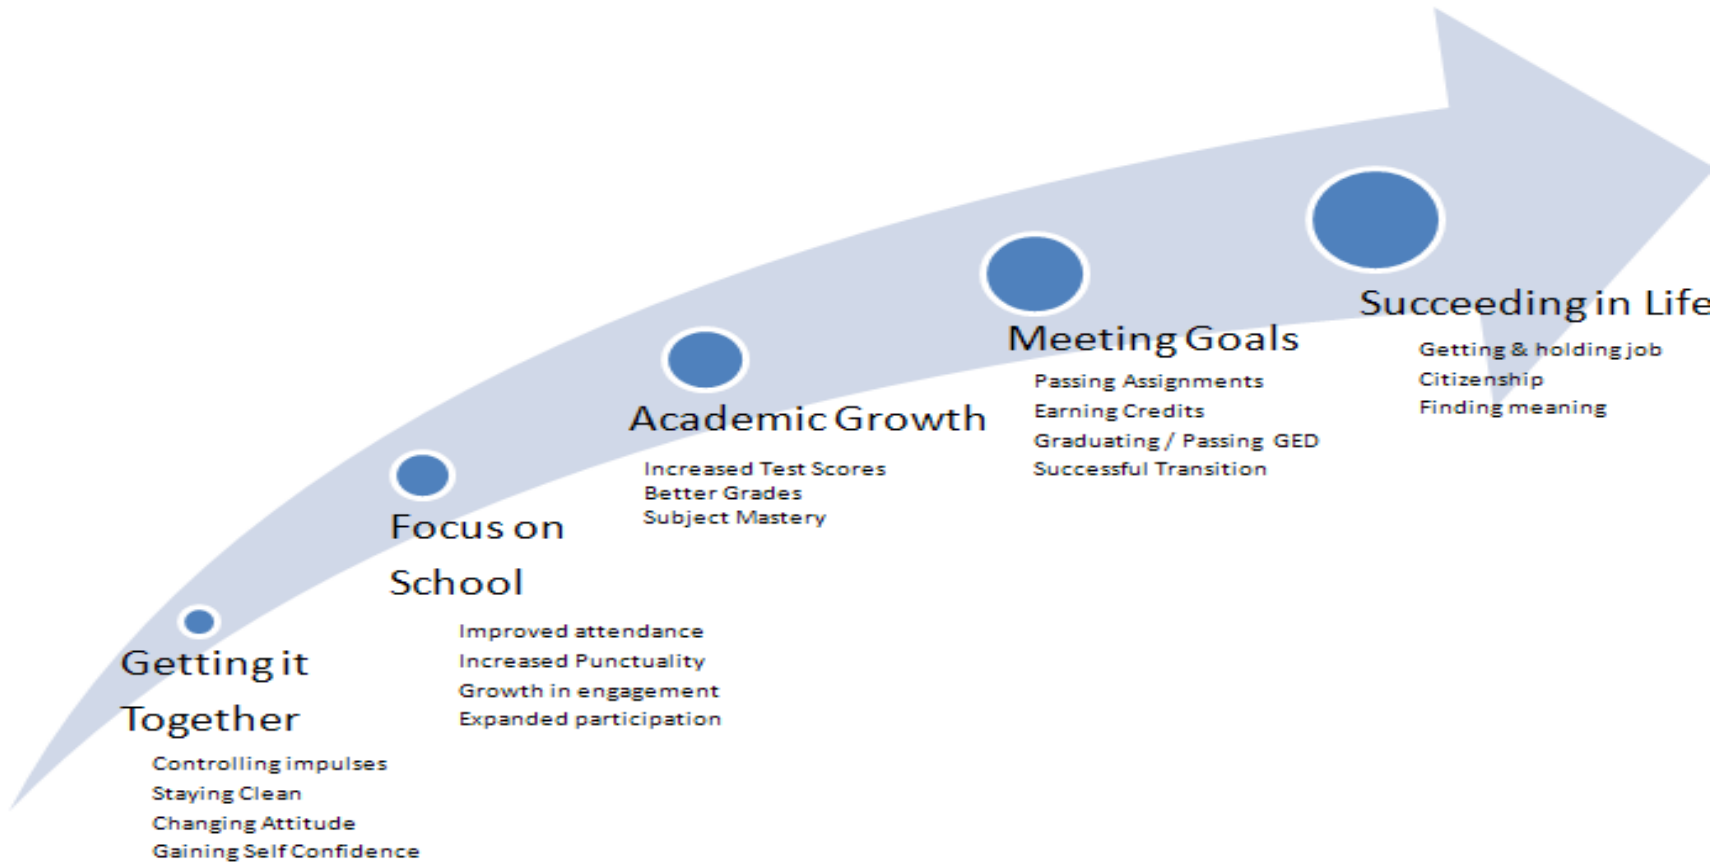 Getting it
Together
Controlling impulses
Staying Clean
Changing Attitude
Gaining Self Confidence
Focus on
School
Improved attendance
Increased Punctuality
Growth in engagement
Expanded participation
Academic Growth
Increased Test Scores
Better Grades
Subject Mastery
Meeting Goals
Passing Assignments
Earning Credits
Graduating / Passing GED
Successful Transition
Succeeding in Life
Getting & holding job
Citizenship
Finding meaning